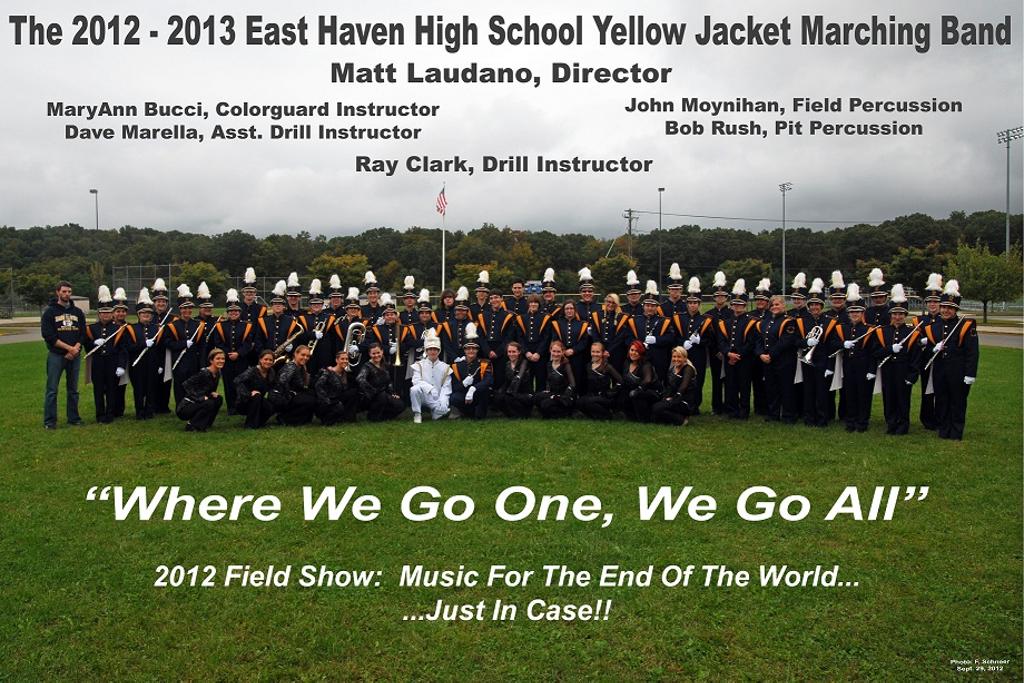 The 2012 - 2013 East Haven High School Yellow Jacket Marching Band
Matt Laudano, Director
MaryAnn Bucci, Colorguard Instructor
Dave Marella, Asst. Drill Instructor
John Moynihan, Field Percussion
Bob Rush, Pit Percussion
Ray Clark, Drill Instructor
“Where We Go One, We Go All”
2012 Field Show:  Music For The End Of The World...
...Just In Case!!
Photo: F. Schnoor
Sept. 29, 2012